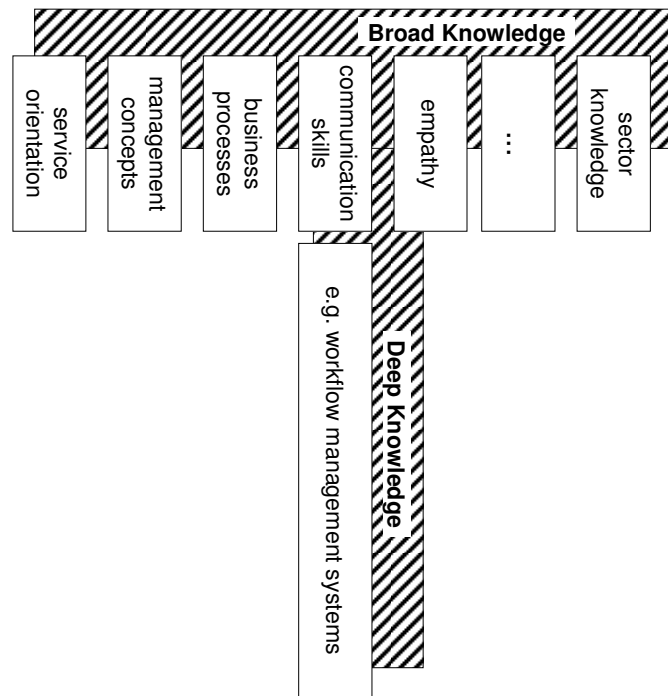 Broad Knowledge
service
orientation
management
concepts
business
processes
communication
skills
empathy
...
sector
knowledge
Deep Knowledge
e.g. workflow management systems